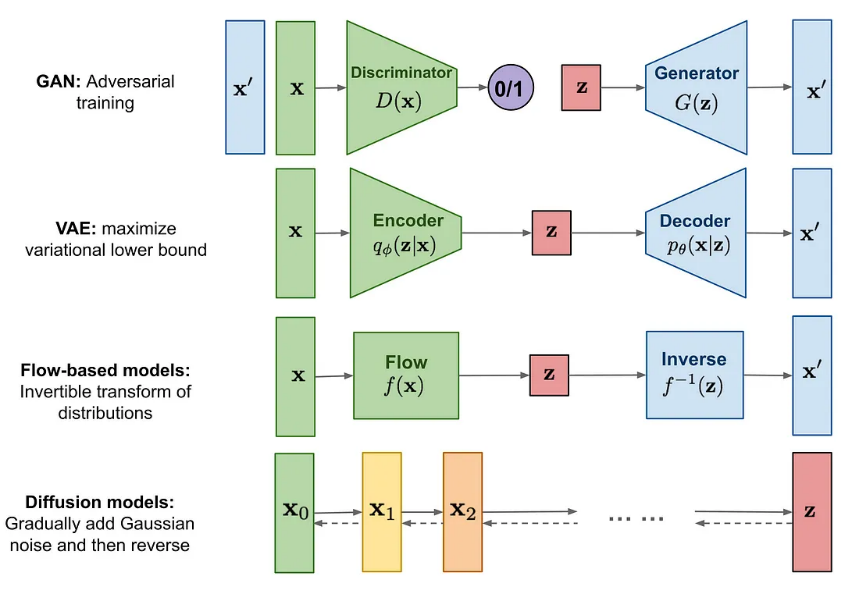 GAN: Adversarial
training
x′
x
Discriminator
D(x)
0/1
z
Generator
G(z)
x′
VAE: maximize
variational lower bound
x
Encoder
qϕ(z|x)
z
Decoder
pθ(x|z)
x′
Flow-based models:
Invertible transform of
distributions
x
Flow
f(x)
z
Inverse
f⁻¹(z)
x′
Diffusion models:
Gradually add Gaussian
noise and then reverse
x₀
x₁
x₂
... ...
z